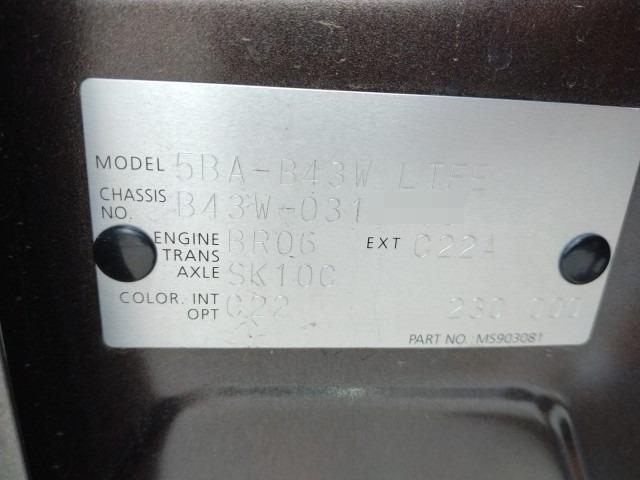 MODEL 5BA-B43W LTFE
CHASSIS NO. B43W-031
ENGINE BR06 EXT C22A
TRANS AXLE SK10C
COLOR. INT C22 230 000
OPT
PART NO.: MS903081